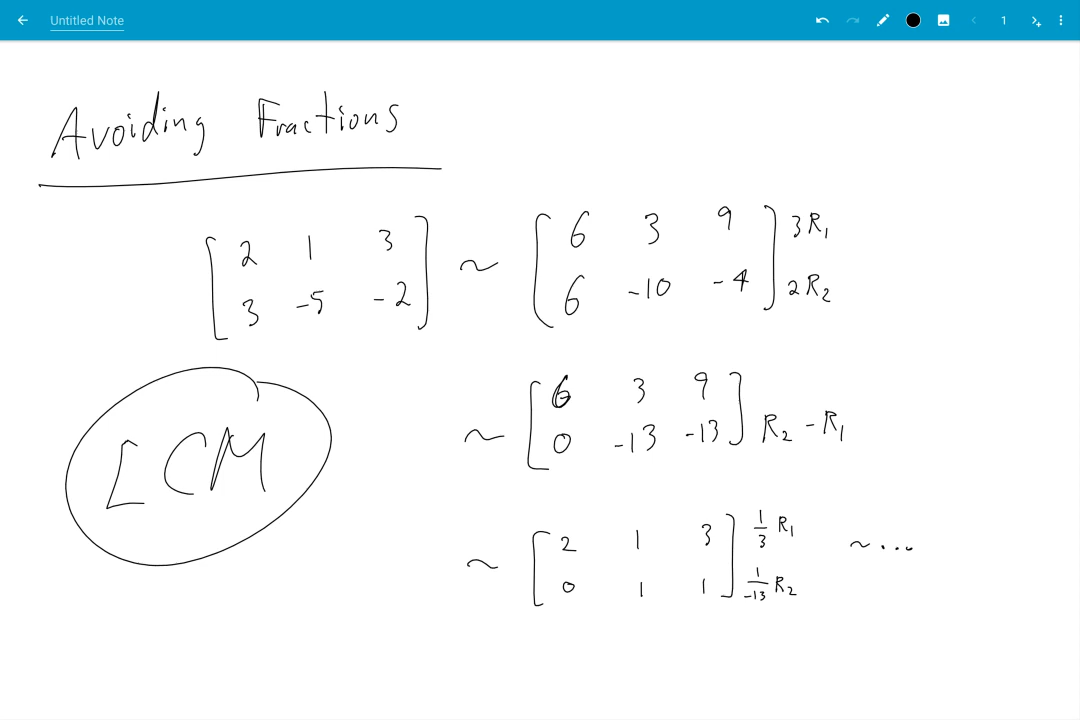 Untitled Note
1
Avoiding Fractions
[2 1 3] ~ [6 3 9] 3R₁
[3 -5 -2] [6 -10 -4] 2R₂
~ [6 3 9]
[0 -13 -13] R₂ - R₁
LCM
~ [2 1 3] 1/3 R₁ ~ ...
[0 1 1] 1/-13 R₂